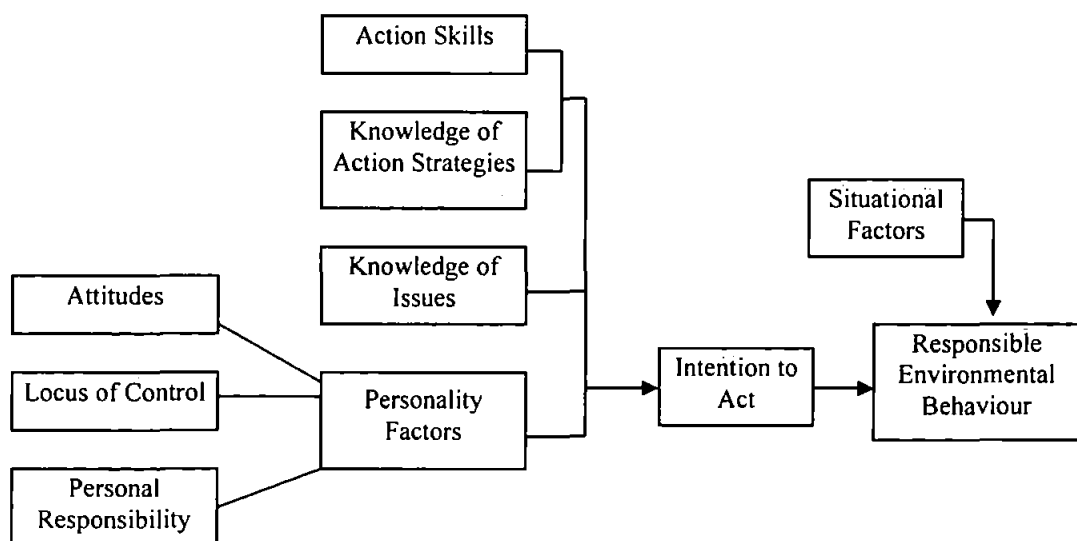 Action Skills
Knowledge of
Action Strategies
Situational
Factors
Knowledge of
Issues
Attitudes
Locus of Control
Personality
Factors
Intention to
Act
Responsible
Environmental
Behaviour
Personal
Responsibility